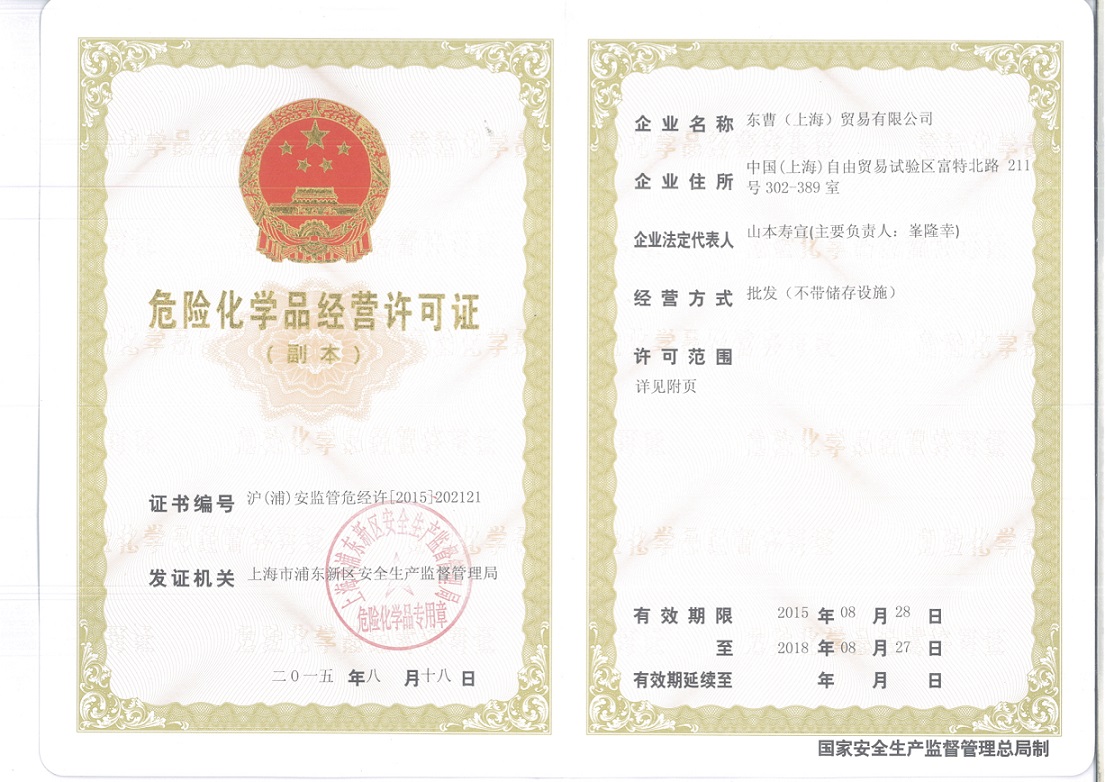 危险化学品经营许可证
（副本）
证书编号 沪(浦)安监管危经许[2015]202121
发证机关 上海市浦东新区安全生产监督管理局
上海市浦东新区安全生产监督管理局
危险化学品专用章
二0一五 年八 月十八 日
企业名称 东曹（上海）贸易有限公司
企业住所 中国(上海)自由贸易试验区富特北路 211
号 302-389 室
企业法定代表人 山本寿宣(主要负责人：峯隆幸)
经营方式 批发（不带储存设施）
许可范围
详见附页
有效期限 2015 年 08 月 28 日
至 2018 年 08 月 27 日
有效期延续至 年 月 日
国家安全生产监督管理总局制